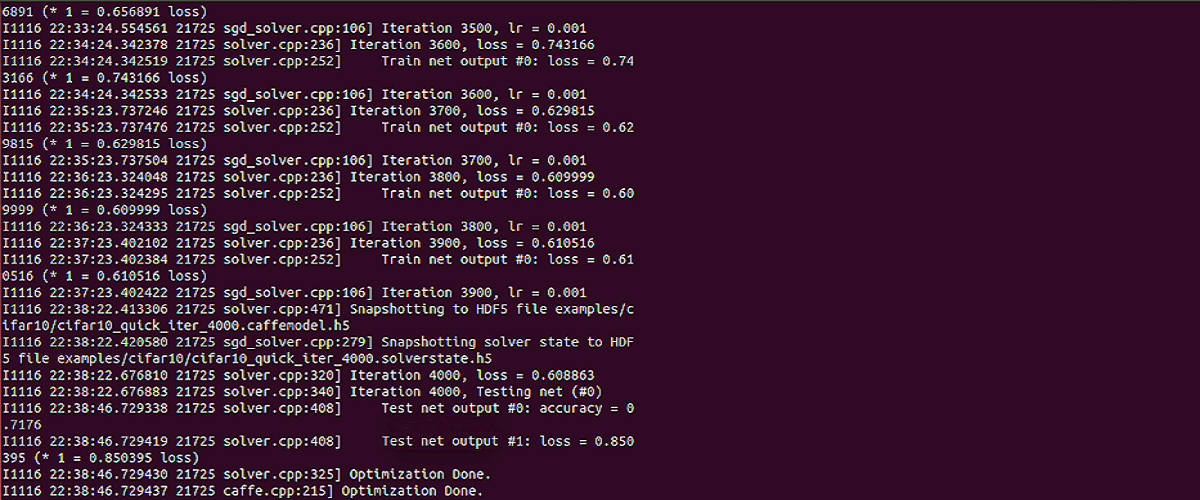 6891 (* 1 = 0.656891 loss)
I1116 22:33:24.554561 21725 sgd_solver.cpp:106] Iteration 3500, lr = 0.001
I1116 22:34:24.342378 21725 solver.cpp:236] Iteration 3600, loss = 0.743166
I1116 22:34:24.342519 21725 solver.cpp:252]     Train net output #0: loss = 0.74
3166 (* 1 = 0.743166 loss)
I1116 22:34:24.342533 21725 sgd_solver.cpp:106] Iteration 3600, lr = 0.001
I1116 22:35:23.737246 21725 solver.cpp:236] Iteration 3700, loss = 0.629815
I1116 22:35:23.737476 21725 solver.cpp:252]     Train net output #0: loss = 0.62
9815 (* 1 = 0.629815 loss)
I1116 22:35:23.737504 21725 sgd_solver.cpp:106] Iteration 3700, lr = 0.001
I1116 22:36:23.324048 21725 solver.cpp:236] Iteration 3800, loss = 0.609999
I1116 22:36:23.324295 21725 solver.cpp:252]     Train net output #0: loss = 0.60
9999 (* 1 = 0.609999 loss)
I1116 22:36:23.324333 21725 sgd_solver.cpp:106] Iteration 3800, lr = 0.001
I1116 22:37:23.402102 21725 solver.cpp:236] Iteration 3900, loss = 0.610516
I1116 22:37:23.402384 21725 solver.cpp:252]     Train net output #0: loss = 0.61
0516 (* 1 = 0.610516 loss)
I1116 22:37:23.402422 21725 sgd_solver.cpp:106] Iteration 3900, lr = 0.001
I1116 22:38:22.413306 21725 solver.cpp:471] Snapshotting to HDF5 file examples/c
ifar10/cifar10_quick_iter_4000.caffemodel.h5
I1116 22:38:22.420580 21725 sgd_solver.cpp:279] Snapshotting solver state to HDF
5 file examples/cifar10/cifar10_quick_iter_4000.solverstate.h5
I1116 22:38:22.676810 21725 solver.cpp:320] Iteration 4000, loss = 0.608863
I1116 22:38:22.676883 21725 solver.cpp:340] Iteration 4000, Testing net (#0)
I1116 22:38:46.729338 21725 solver.cpp:408]     Test net output #0: accuracy = 0
.7176
I1116 22:38:46.729419 21725 solver.cpp:408]     Test net output #1: loss = 0.850
395 (* 1 = 0.850395 loss)
I1116 22:38:46.729430 21725 solver.cpp:325] Optimization Done.
I1116 22:38:46.729437 21725 caffe.cpp:215] Optimization Done.